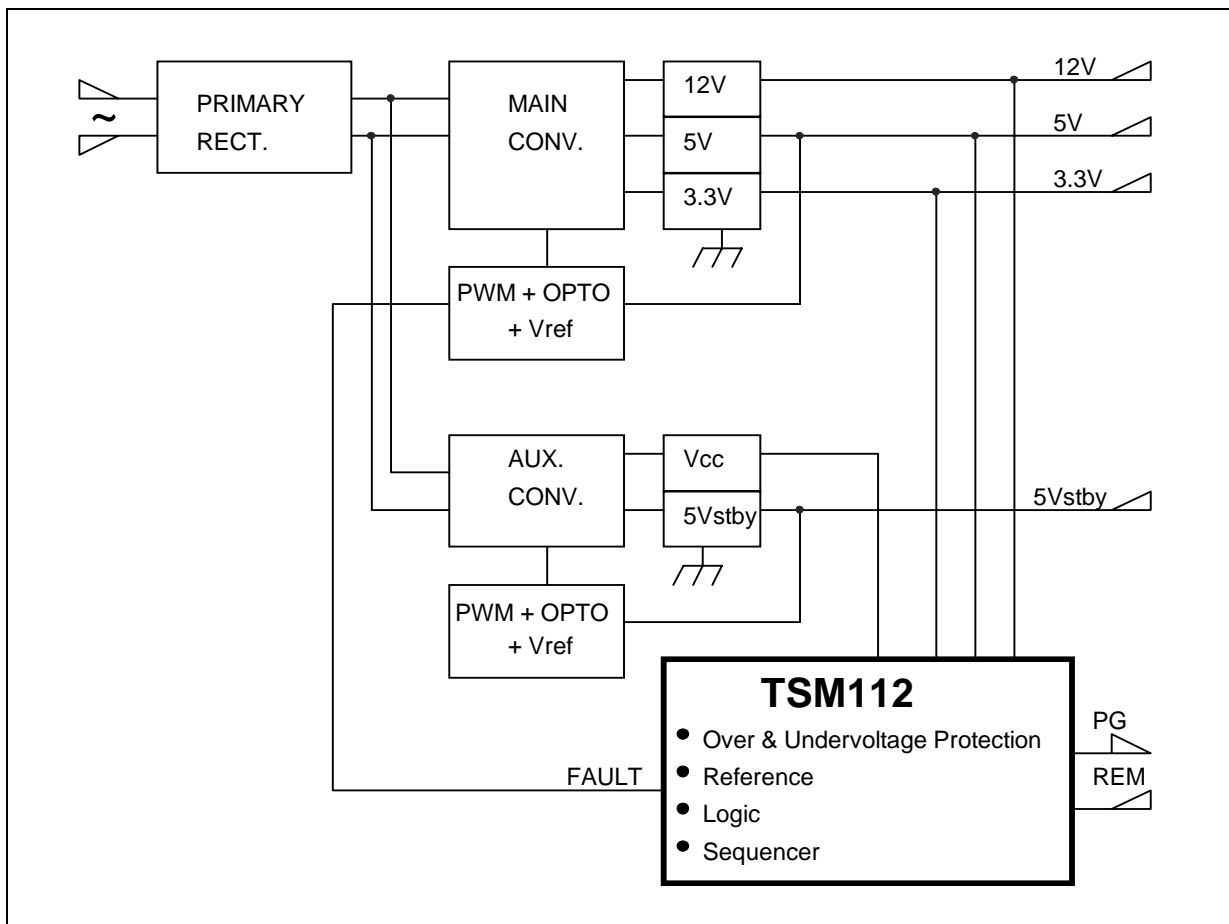 PRIMARY
RECT.
~
MAIN
CONV.
12V
5V
3.3V
12V
5V
3.3V
PWM + OPTO
+ Vref
AUX.
CONV.
Vcc
5Vstby
5Vstby
PWM + OPTO
+ Vref
TSM112
• Over & Undervoltage Protection
• Reference
• Logic
• Sequencer
FAULT
PG
REM